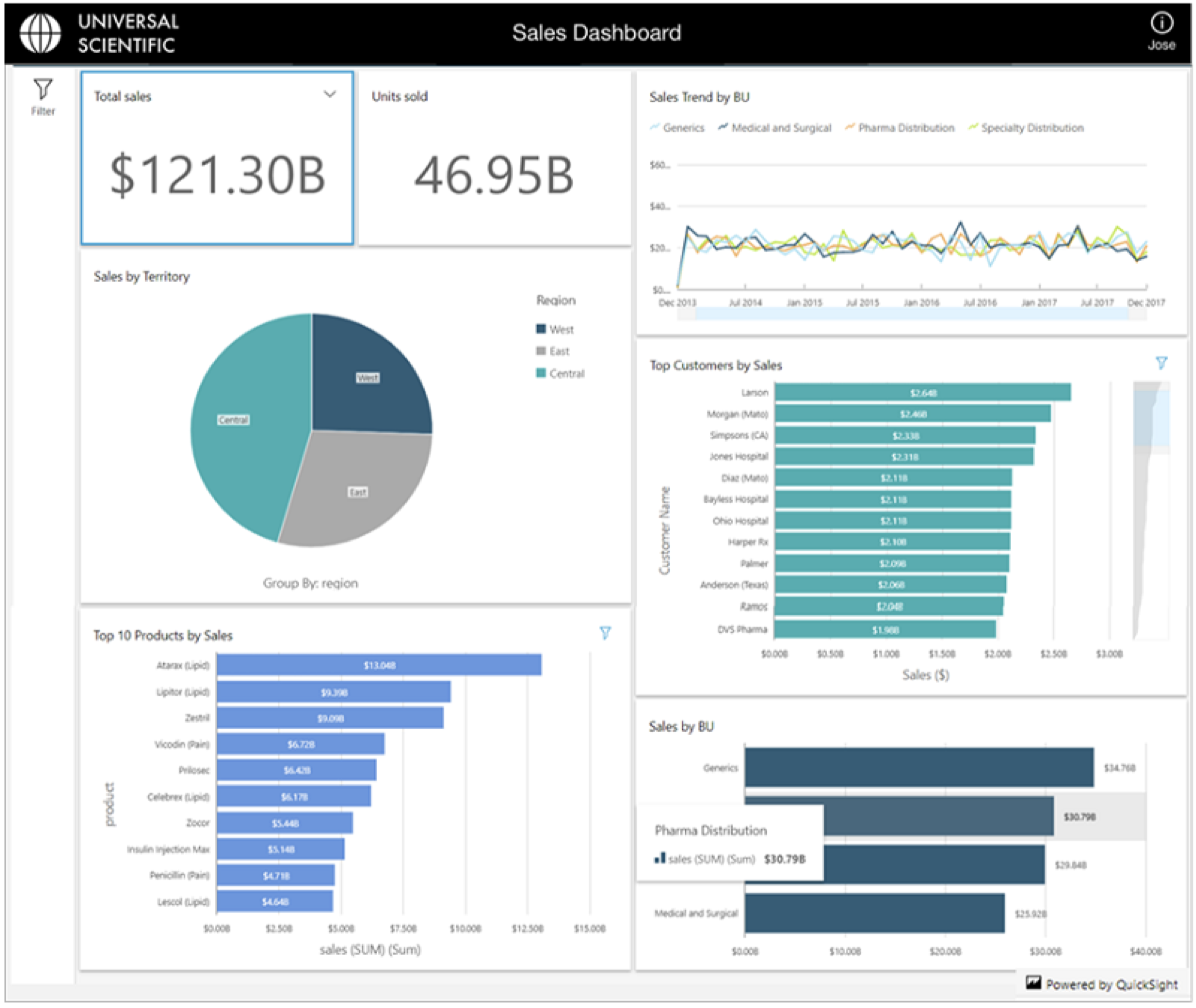 UNIVERSAL
SCIENTIFIC
Sales Dashboard
Jose
Filter
Total sales
$121.30B
Units sold
46.95B
Sales Trend by BU
Generics Medical and Surgical Pharma Distribution Specialty Distribution
$60...
$40...
$20...
$0...
Dec 2013 Jul 2014 Jan 2015 Jul 2015 Jan 2016 Jul 2016 Jan 2017 Jul 2017 Dec 2017
Sales by Territory
Region
West
East
Central
West
Central
East
Group By: region
Top Customers by Sales
Customer Name
Larson $2.64B
Morgan (Mato) $2.46B
Simpsons (CA) $2.33B
Jones Hospital $2.31B
Diaz (Mato) $2.11B
Bayless Hospital $2.11B
Ohio Hospital $2.11B
Harper Rx $2.10B
Palmer $2.09B
Anderson (Texas) $2.06B
Ramos $2.04B
DVS Pharma $1.98B
$0.00B $0.50B $1.00B $1.50B $2.00B $2.50B $3.00B
Sales ($)
Top 10 Products by Sales
product
Atarax (Lipid) $13.04B
Lipitor (Lipid) $9.39B
Zestril $9.09B
Vicodin (Pain) $6.72B
Prilosec $6.42B
Celebrex (Lipid) $6.17B
Zocor $5.44B
Insulin Injection Max $5.14B
Penicillin (Pain) $4.71B
Lescol (Lipid) $4.64B
$0.00B $2.50B $5.00B $7.50B $10.00B $12.50B $15.00B
sales (SUM) (Sum)
Sales by BU
Generics $34.76B
$30.79B
Pharma Distribution
sales (SUM) (Sum) $30.79B
$29.84B
Medical and Surgical $25.92B
$0.00B $10.00B $20.00B $30.00B $40.00B
Powered by QuickSight